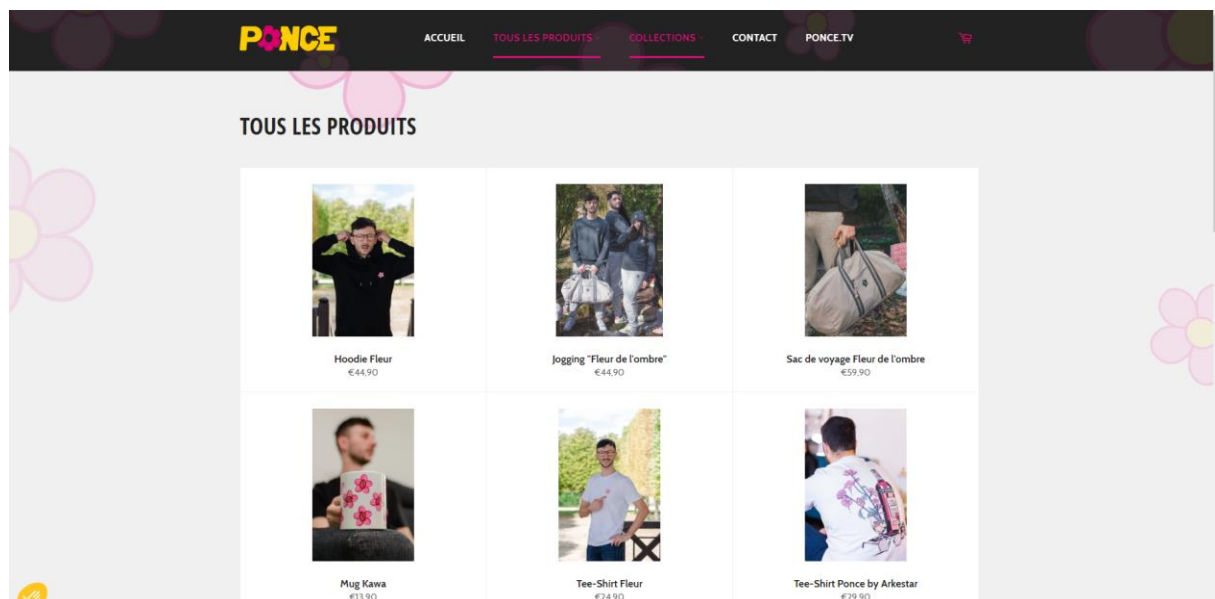 PONCE
ACCUEIL TOUS LES PRODUITS COLLECTIONS CONTACT PONCE.TV
TOUS LES PRODUITS
Hoodie Fleur Jogging "Fleur de l'ombre" Sac de voyage Fleur de l'ombre
€44,90 €44,90 €59,90
Mug Kawa Tee-Shirt Fleur Tee-Shirt Ponce by Arkestar
€13,90 €24,90 €29,90